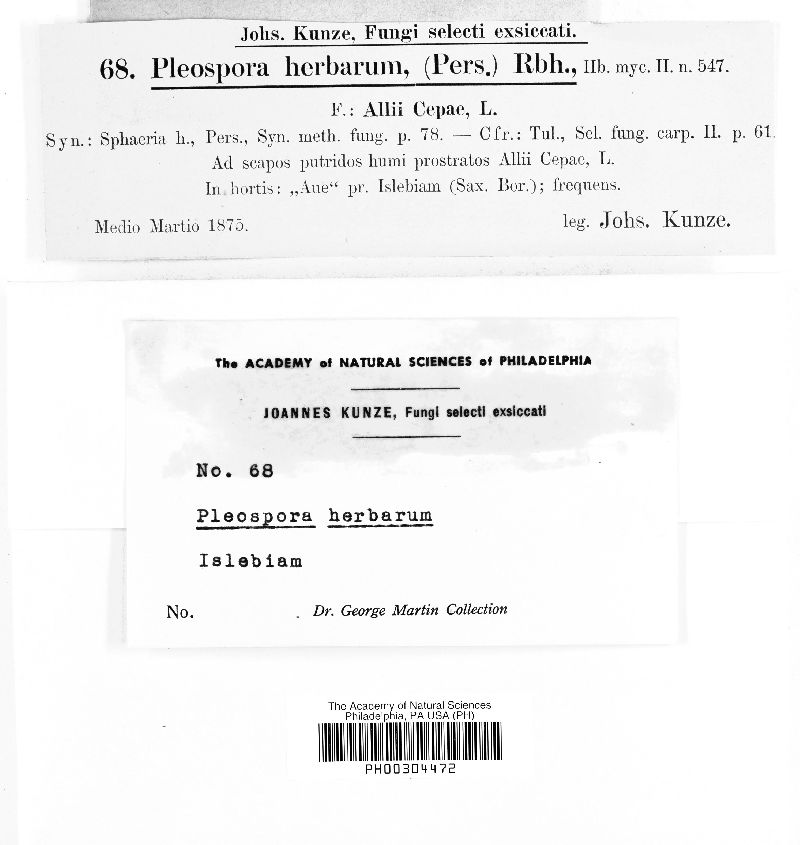 Johs. Kunze, Fungi selecti exsiccati.
68. Pleospora herbarum, (Pers.) Rbh., Hb. myc. II. n. 547.
F.: Allii Cepae, L.
Syn.: Sphaeria h., Pers., Syn. meth. fung. p. 78. — Cfr.: Tul., Sel. fung. carp. II. p. 61.
Ad scapos putridos humi prostratos Allii Cepae, L.
In hortis: „Aue“ pr. Islebiam (Sax. Bor.); frequens.
Medio Martio 1875. leg. Johs. Kunze.
The ACADEMY of NATURAL SCIENCES of PHILADELPHIA
JOANNES KUNZE, Fungi selecti exsiccati
No. 68
Pleospora herbarum
Islebiam
No. . Dr. George Martin Collection
The Academy of Natural Sciences
Philadelphia, PA USA (PH)
PH00304472